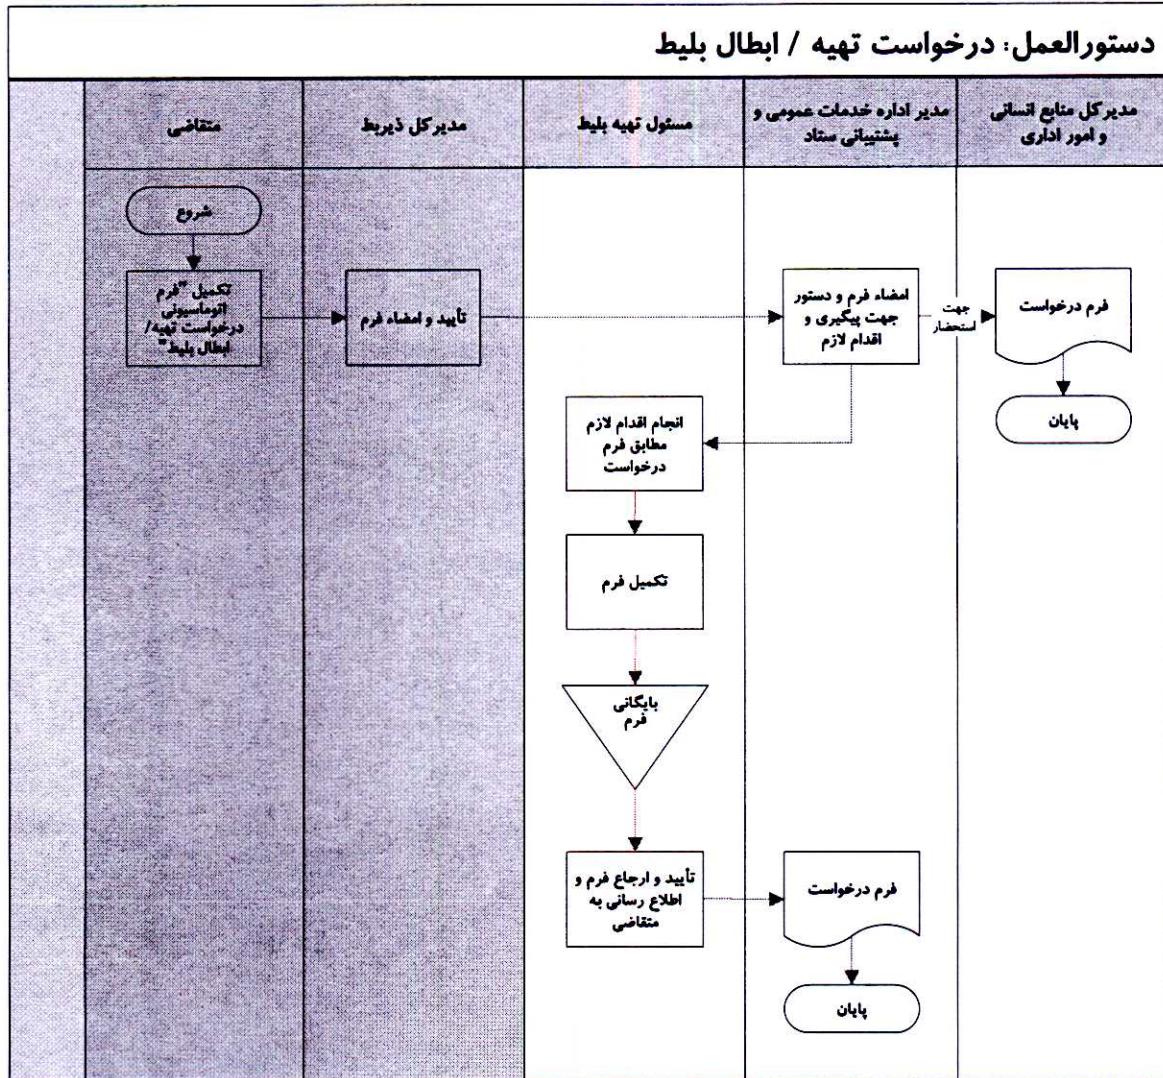 دستورالعمل: درخواست تهیه / ابطال بلیط
متقاضی
مدیرکل ذیربط
مسئول تهیه بلیط
مدیر اداره خدمات عمومی و
پشتیبانی ستاد
مدیرکل منابع انسانی
و امور اداری
شروع
تکمیل "فرم
اتوماسیونی
درخواست تهیه/
ابطال بلیط"
تأیید و امضاء فرم
امضاء فرم و دستور
جهت پیگیری و
اقدام لازم
جهت
استحضار
فرم درخواست
پایان
انجام اقدام لازم
مطابق فرم
درخواست
تکمیل فرم
بایگانی
فرم
تأیید و ارجاع فرم و
اطلاع رسانی به
متقاضی
فرم درخواست
پایان